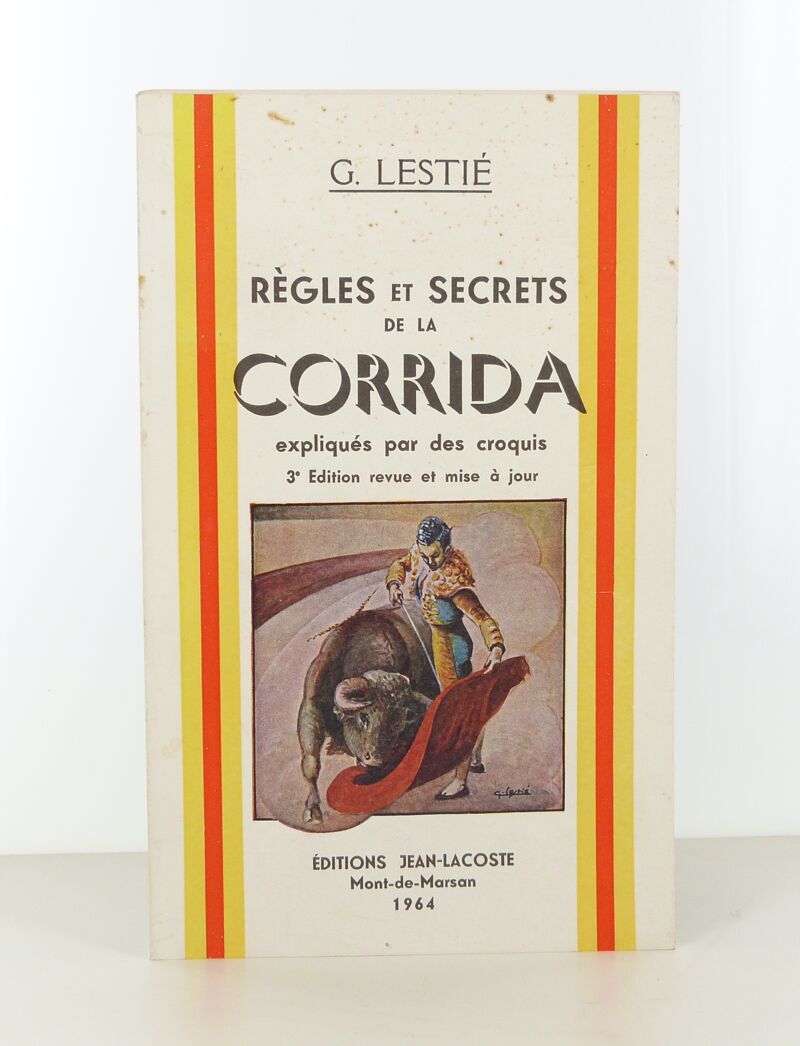 G. LESTIÉ
RÈGLES ET SECRETS
DE LA
CORRIDA
expliqués par des croquis
3e Edition revue et mise à jour
G. Lestié
ÉDITIONS JEAN-LACOSTE
Mont-de-Marsan
1964